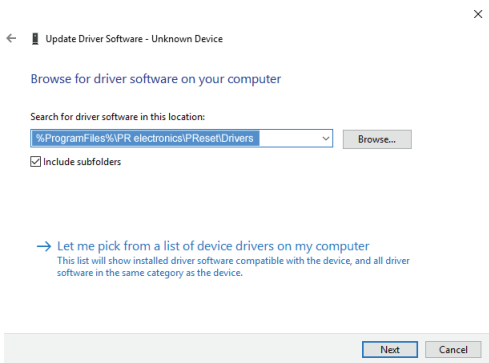 Update Driver Software - Unknown Device
Browse for driver software on your computer
Search for driver software in this location:
%ProgramFiles%\PR electronics\PReset\Drivers
Browse...
Include subfolders
Let me pick from a list of device drivers on my computer
This list will show installed driver software compatible with the device, and all driver
software in the same category as the device.
Next
Cancel